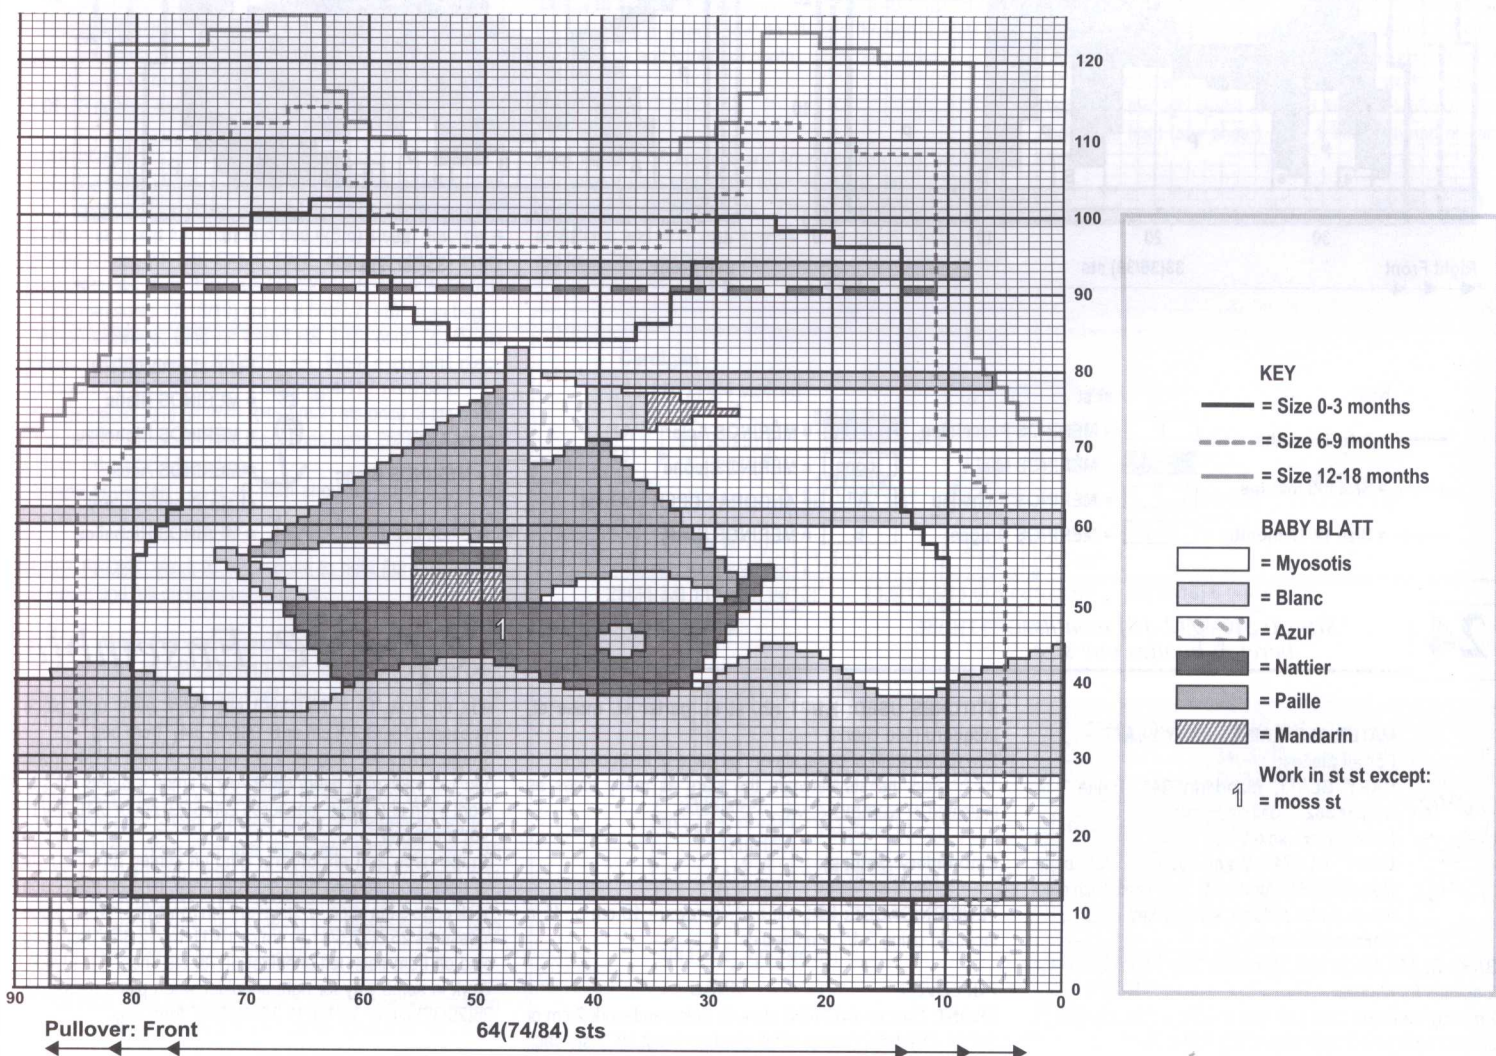 120
110
100
90
80
70
60
50
40
30
20
10
0
90 80 70 60 50 40 30 20 10 0
1
Pullover: Front 64(74/84) sts
KEY
= Size 0-3 months
= Size 6-9 months
= Size 12-18 months
BABY BLATT
= Myosotis
= Blanc
= Azur
= Nattier
= Paille
= Mandarin
Work in st st except:
1 = moss st